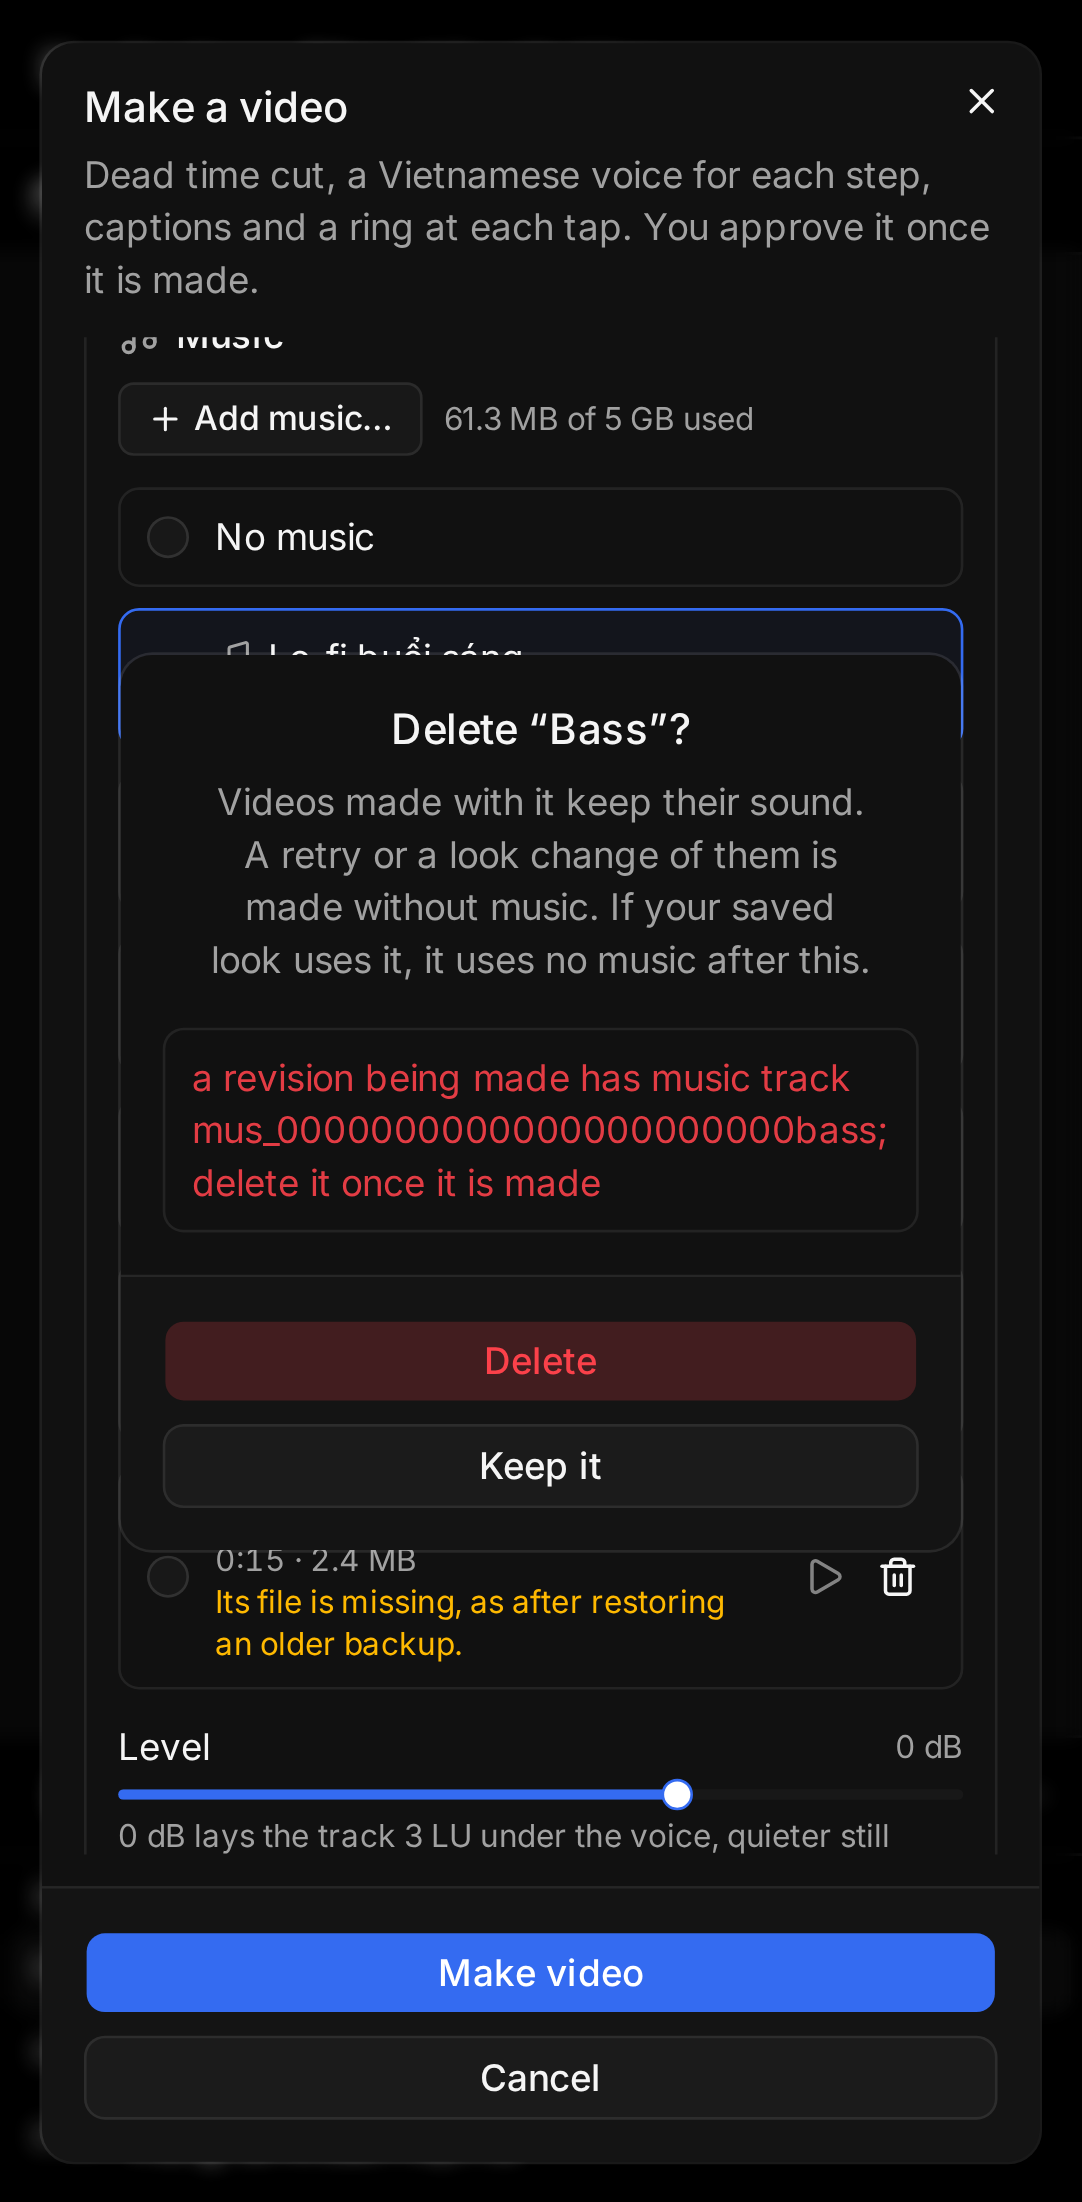 Make a video
Dead time cut, a Vietnamese voice for each step,
captions and a ring at each tap. You approve it once
it is made.
Music
Add music...
61.3 MB of 5 GB used
No music
Lo-fi buổi sáng
Delete “Bass”?
Videos made with it keep their sound.
A retry or a look change of them is
made without music. If your saved
look uses it, it uses no music after this.
a revision being made has music track
mus_0000000000000000000000bass;
delete it once it is made
Delete
Keep it
0:15 · 2.4 MB
Its file is missing, as after restoring
an older backup.
Level
0 dB
0 dB lays the track 3 LU under the voice, quieter still
Make video
Cancel